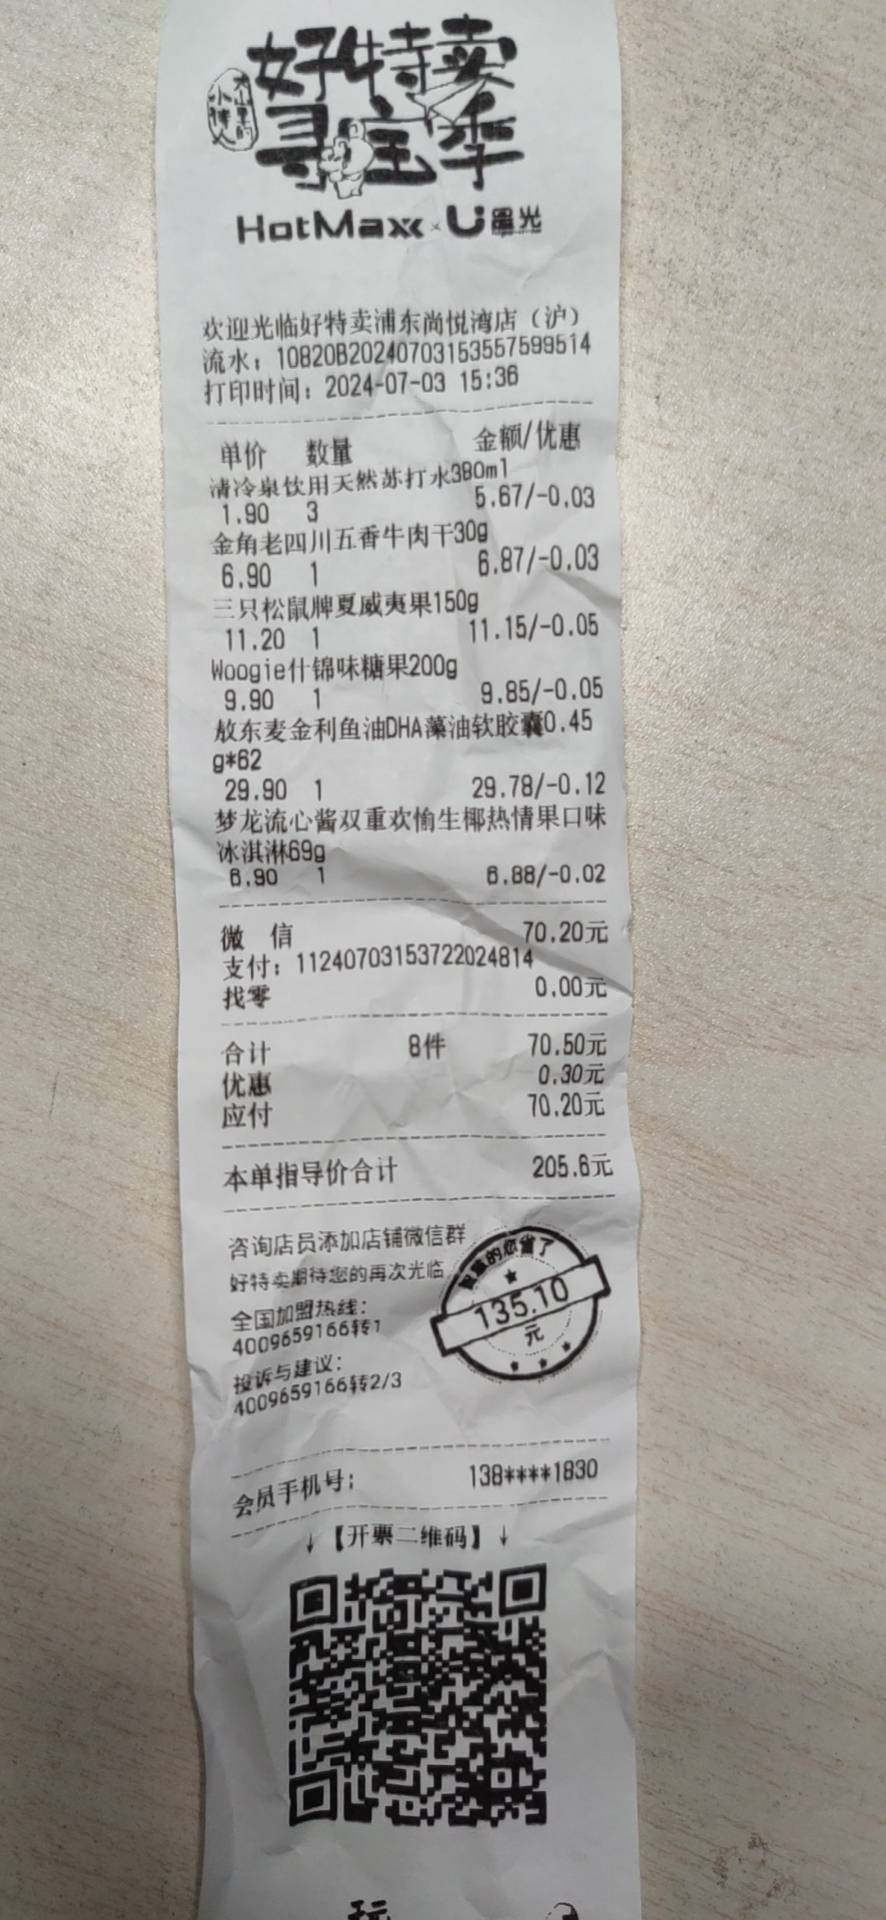 好特卖
大心里的
小怪人
寻宝季
HotMaxx × U 星光
欢迎光临好特卖浦东尚悦湾店（沪）
流水：10820B20240703153557599514
打印时间：2024-07-03 15:36
单价 数量 金额/优惠
清冷泉饮用天然苏打水380ml
1.90 3 5.67/-0.03
金角老四川五香牛肉干30g
6.90 1 6.87/-0.03
三只松鼠牌夏威夷果150g
11.20 1 11.15/-0.05
Woogie什锦味糖果200g
9.90 1 9.85/-0.05
敖东麦金利鱼油DHA藻油软胶囊0.45
g*62
29.90 1 29.78/-0.12
梦龙流心酱双重欢愉生椰热情果口味
冰淇淋69g
6.90 1 6.88/-0.02
微 信 70.20元
支付：11240703153722024814
找零 0.00元
合计 8件 70.50元
优惠 0.30元
应付 70.20元
本单指导价合计 205.6元
咨询店员添加店铺微信群
好特卖期待您的再次光临
全国加盟热线：
4009659166转1
投诉与建议：
4009659166转2/3
的您省了
135.10
元
会员手机号： 138****1830
↓【开票二维码】↓